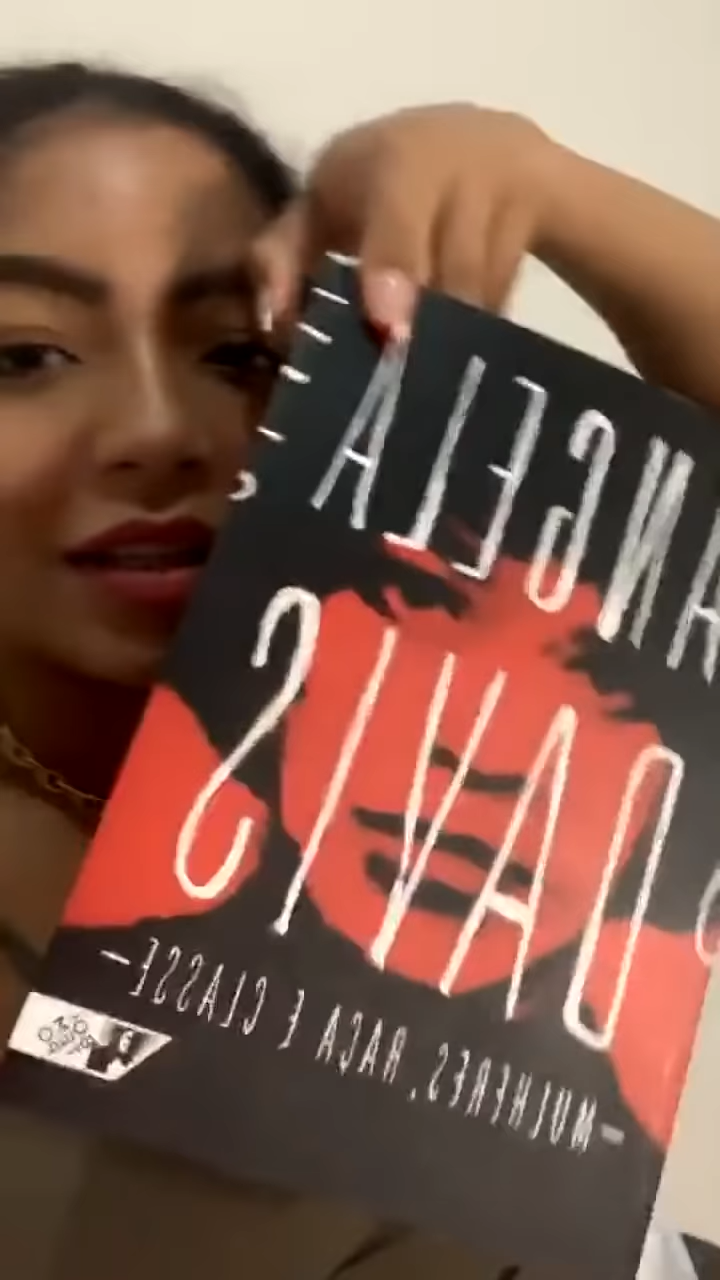 ANGELA
DAVIS
— MULHERES, RAÇA E CLASSE —